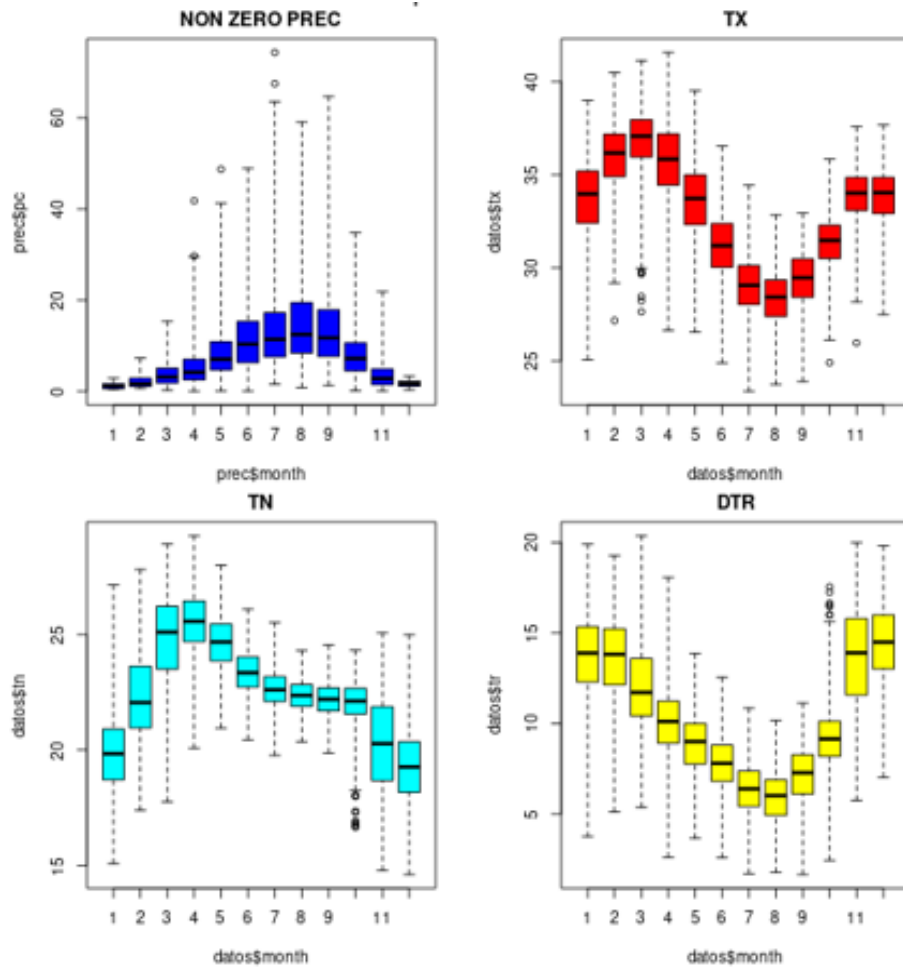 NON ZERO PREC
prec$pc
60
40
20
0
1 2 3 4 5 6 7 8 9 11
prec$month
TX
datos$tx
40
35
30
25
1 2 3 4 5 6 7 8 9 11
datos$month
TN
datos$tn
25
20
15
1 2 3 4 5 6 7 8 9 11
datos$month
DTR
datos$tr
20
15
10
5
1 2 3 4 5 6 7 8 9 11
datos$month